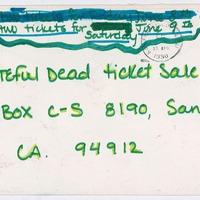 TWO tickets for
Saturday June 9th
TEFUL Dead ticket Sale
BOX C-S 8190, San
CA. 94912